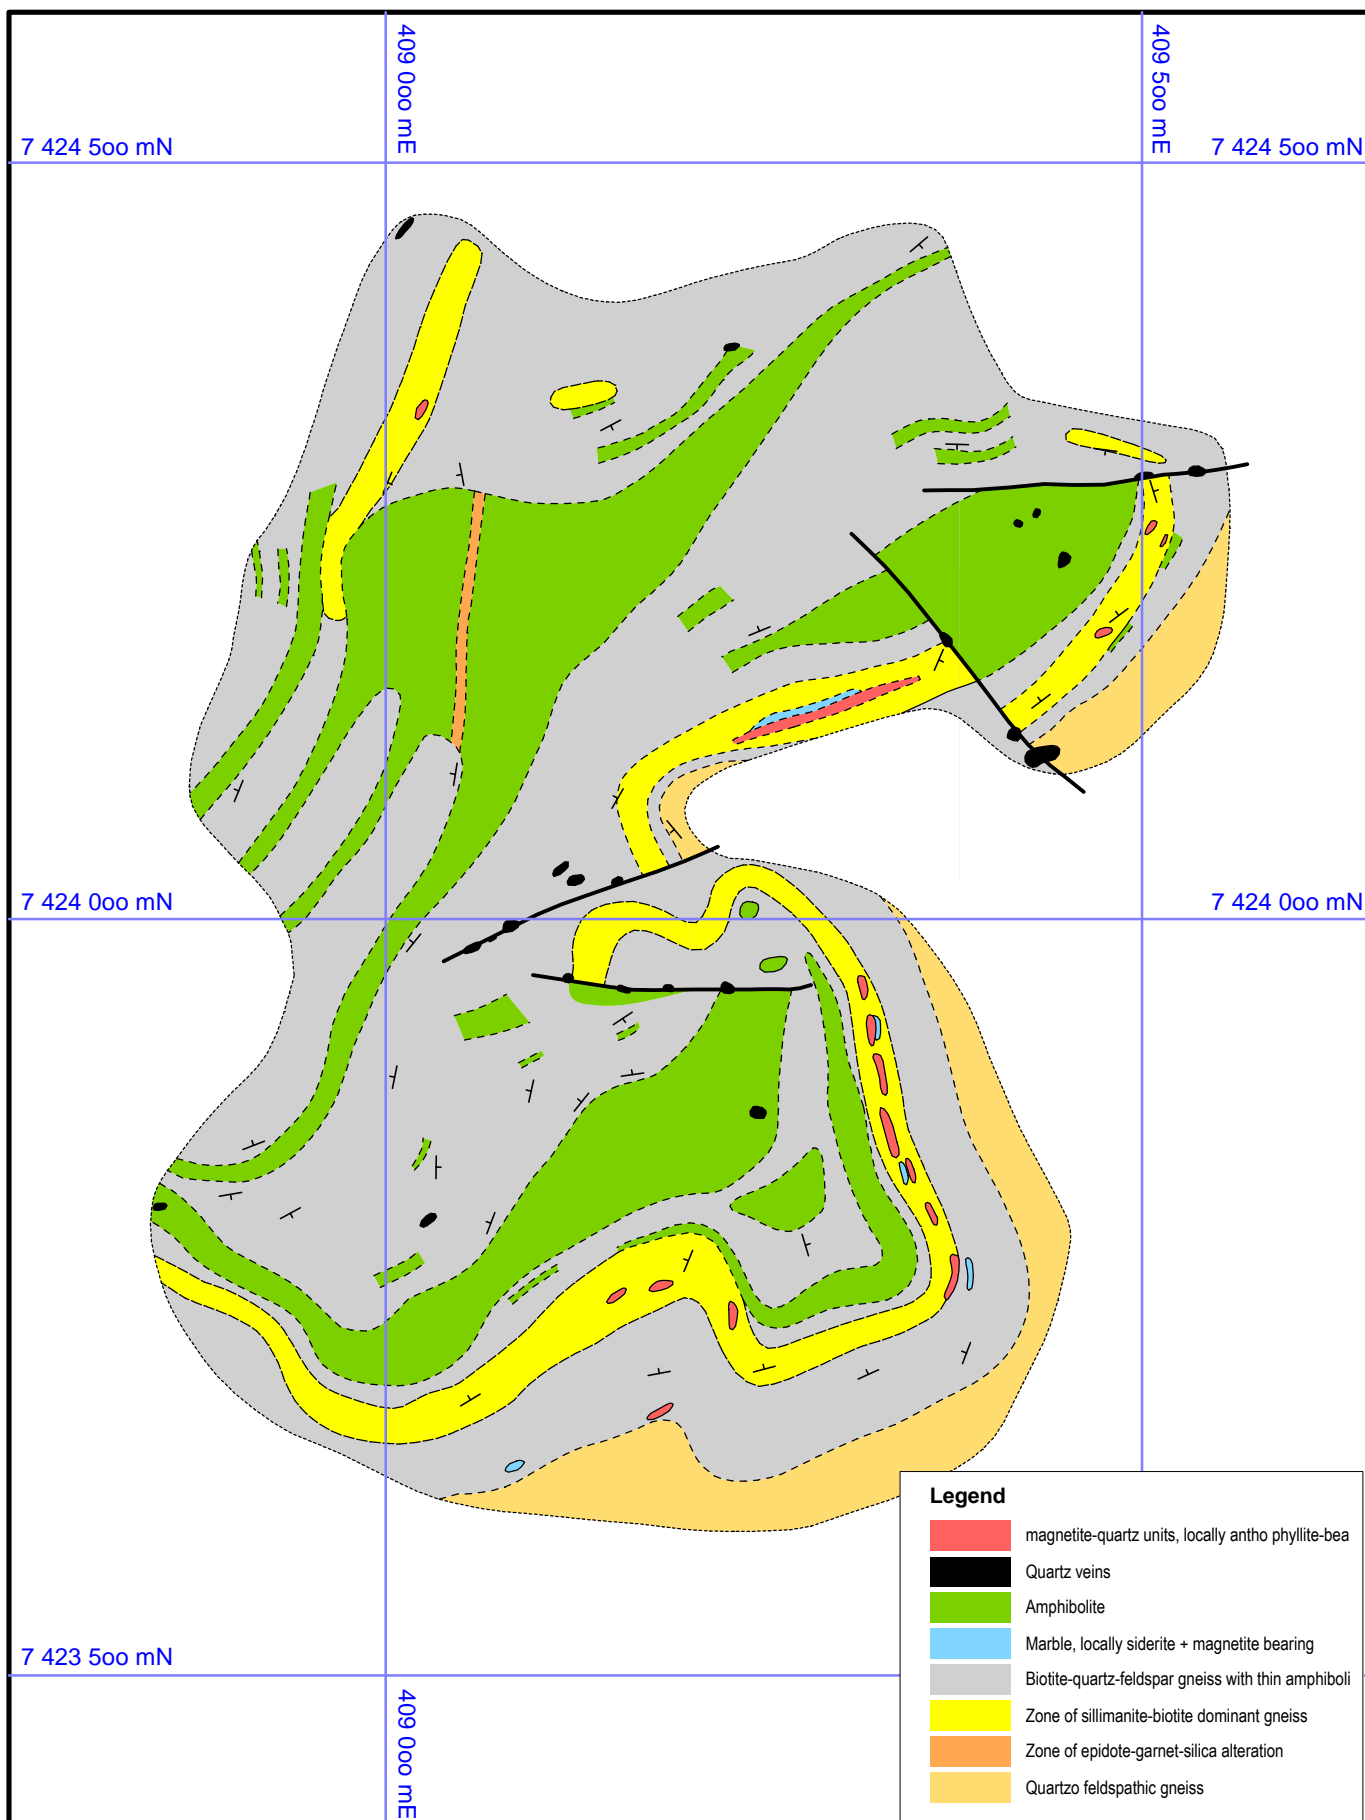 409 0oo mE
409 5oo mE
7 424 5oo mN
7 424 5oo mN
7 424 0oo mN
7 424 0oo mN
7 423 5oo mN
409 0oo mE
Legend
magnetite-quartz units, locally antho phyllite-bea
Quartz veins
Amphibolite
Marble, locally siderite + magnetite bearing
Biotite-quartz-feldspar gneiss with thin amphiboli
Zone of sillimanite-biotite dominant gneiss
Zone of epidote-garnet-silica alteration
Quartzo feldspathic gneiss